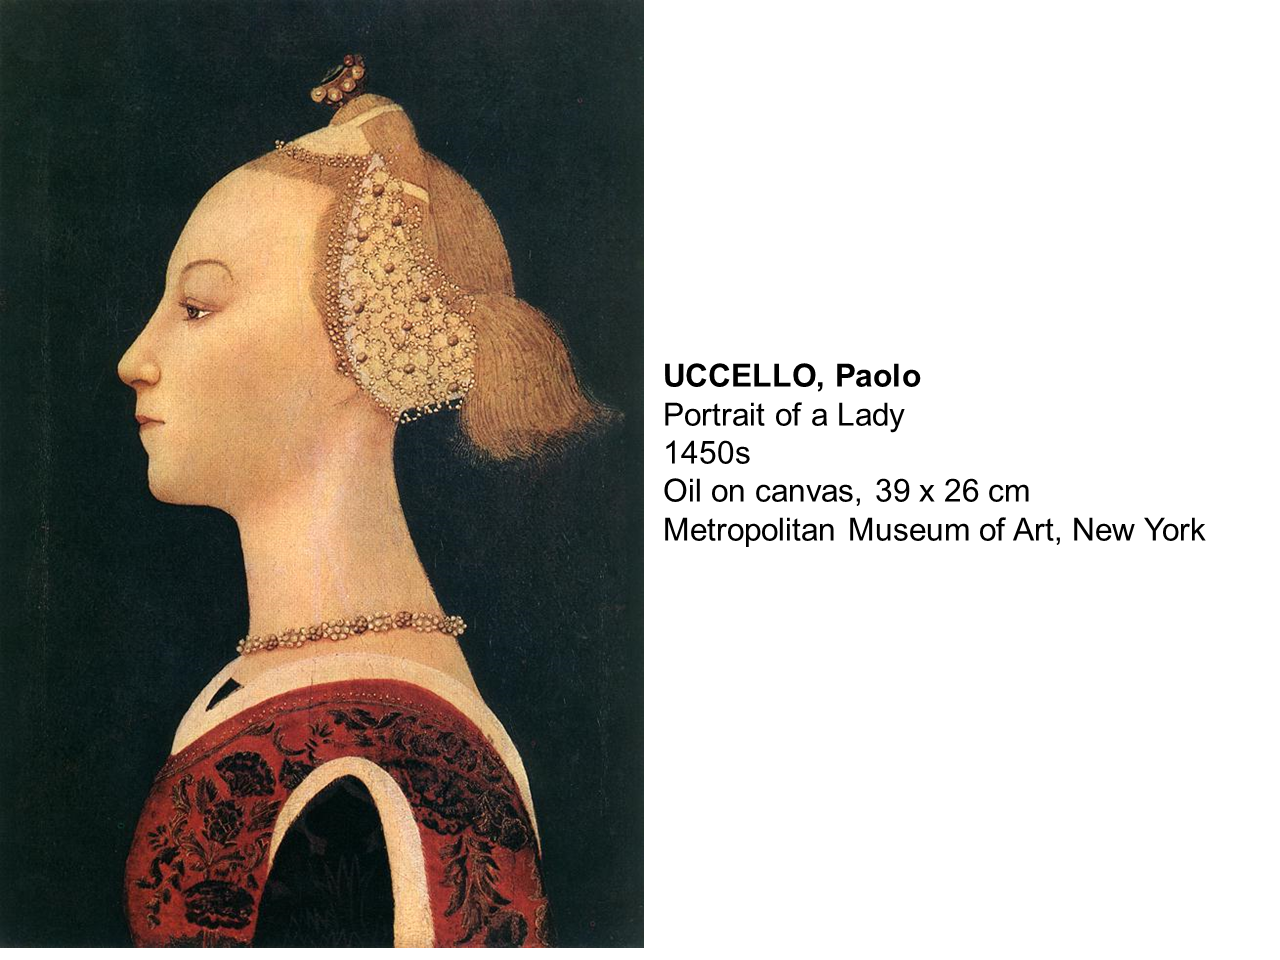 UCCELLO, Paolo
Portrait of a Lady
1450s
Oil on canvas, 39 x 26 cm
Metropolitan Museum of Art, New York